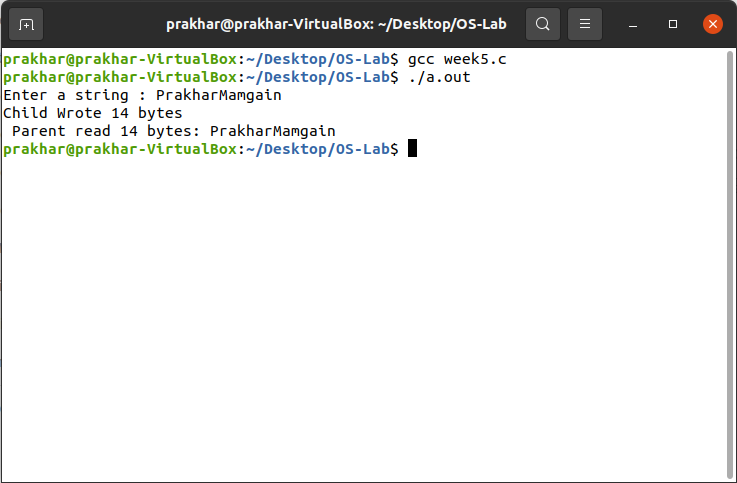 prakhar@prakhar-VirtualBox: ~/Desktop/OS-Lab
prakhar@prakhar-VirtualBox:~/Desktop/OS-Lab$ gcc week5.c
prakhar@prakhar-VirtualBox:~/Desktop/OS-Lab$ ./a.out
Enter a string : PrakharMamgain
Child Wrote 14 bytes
 Parent read 14 bytes: PrakharMamgain
prakhar@prakhar-VirtualBox:~/Desktop/OS-Lab$